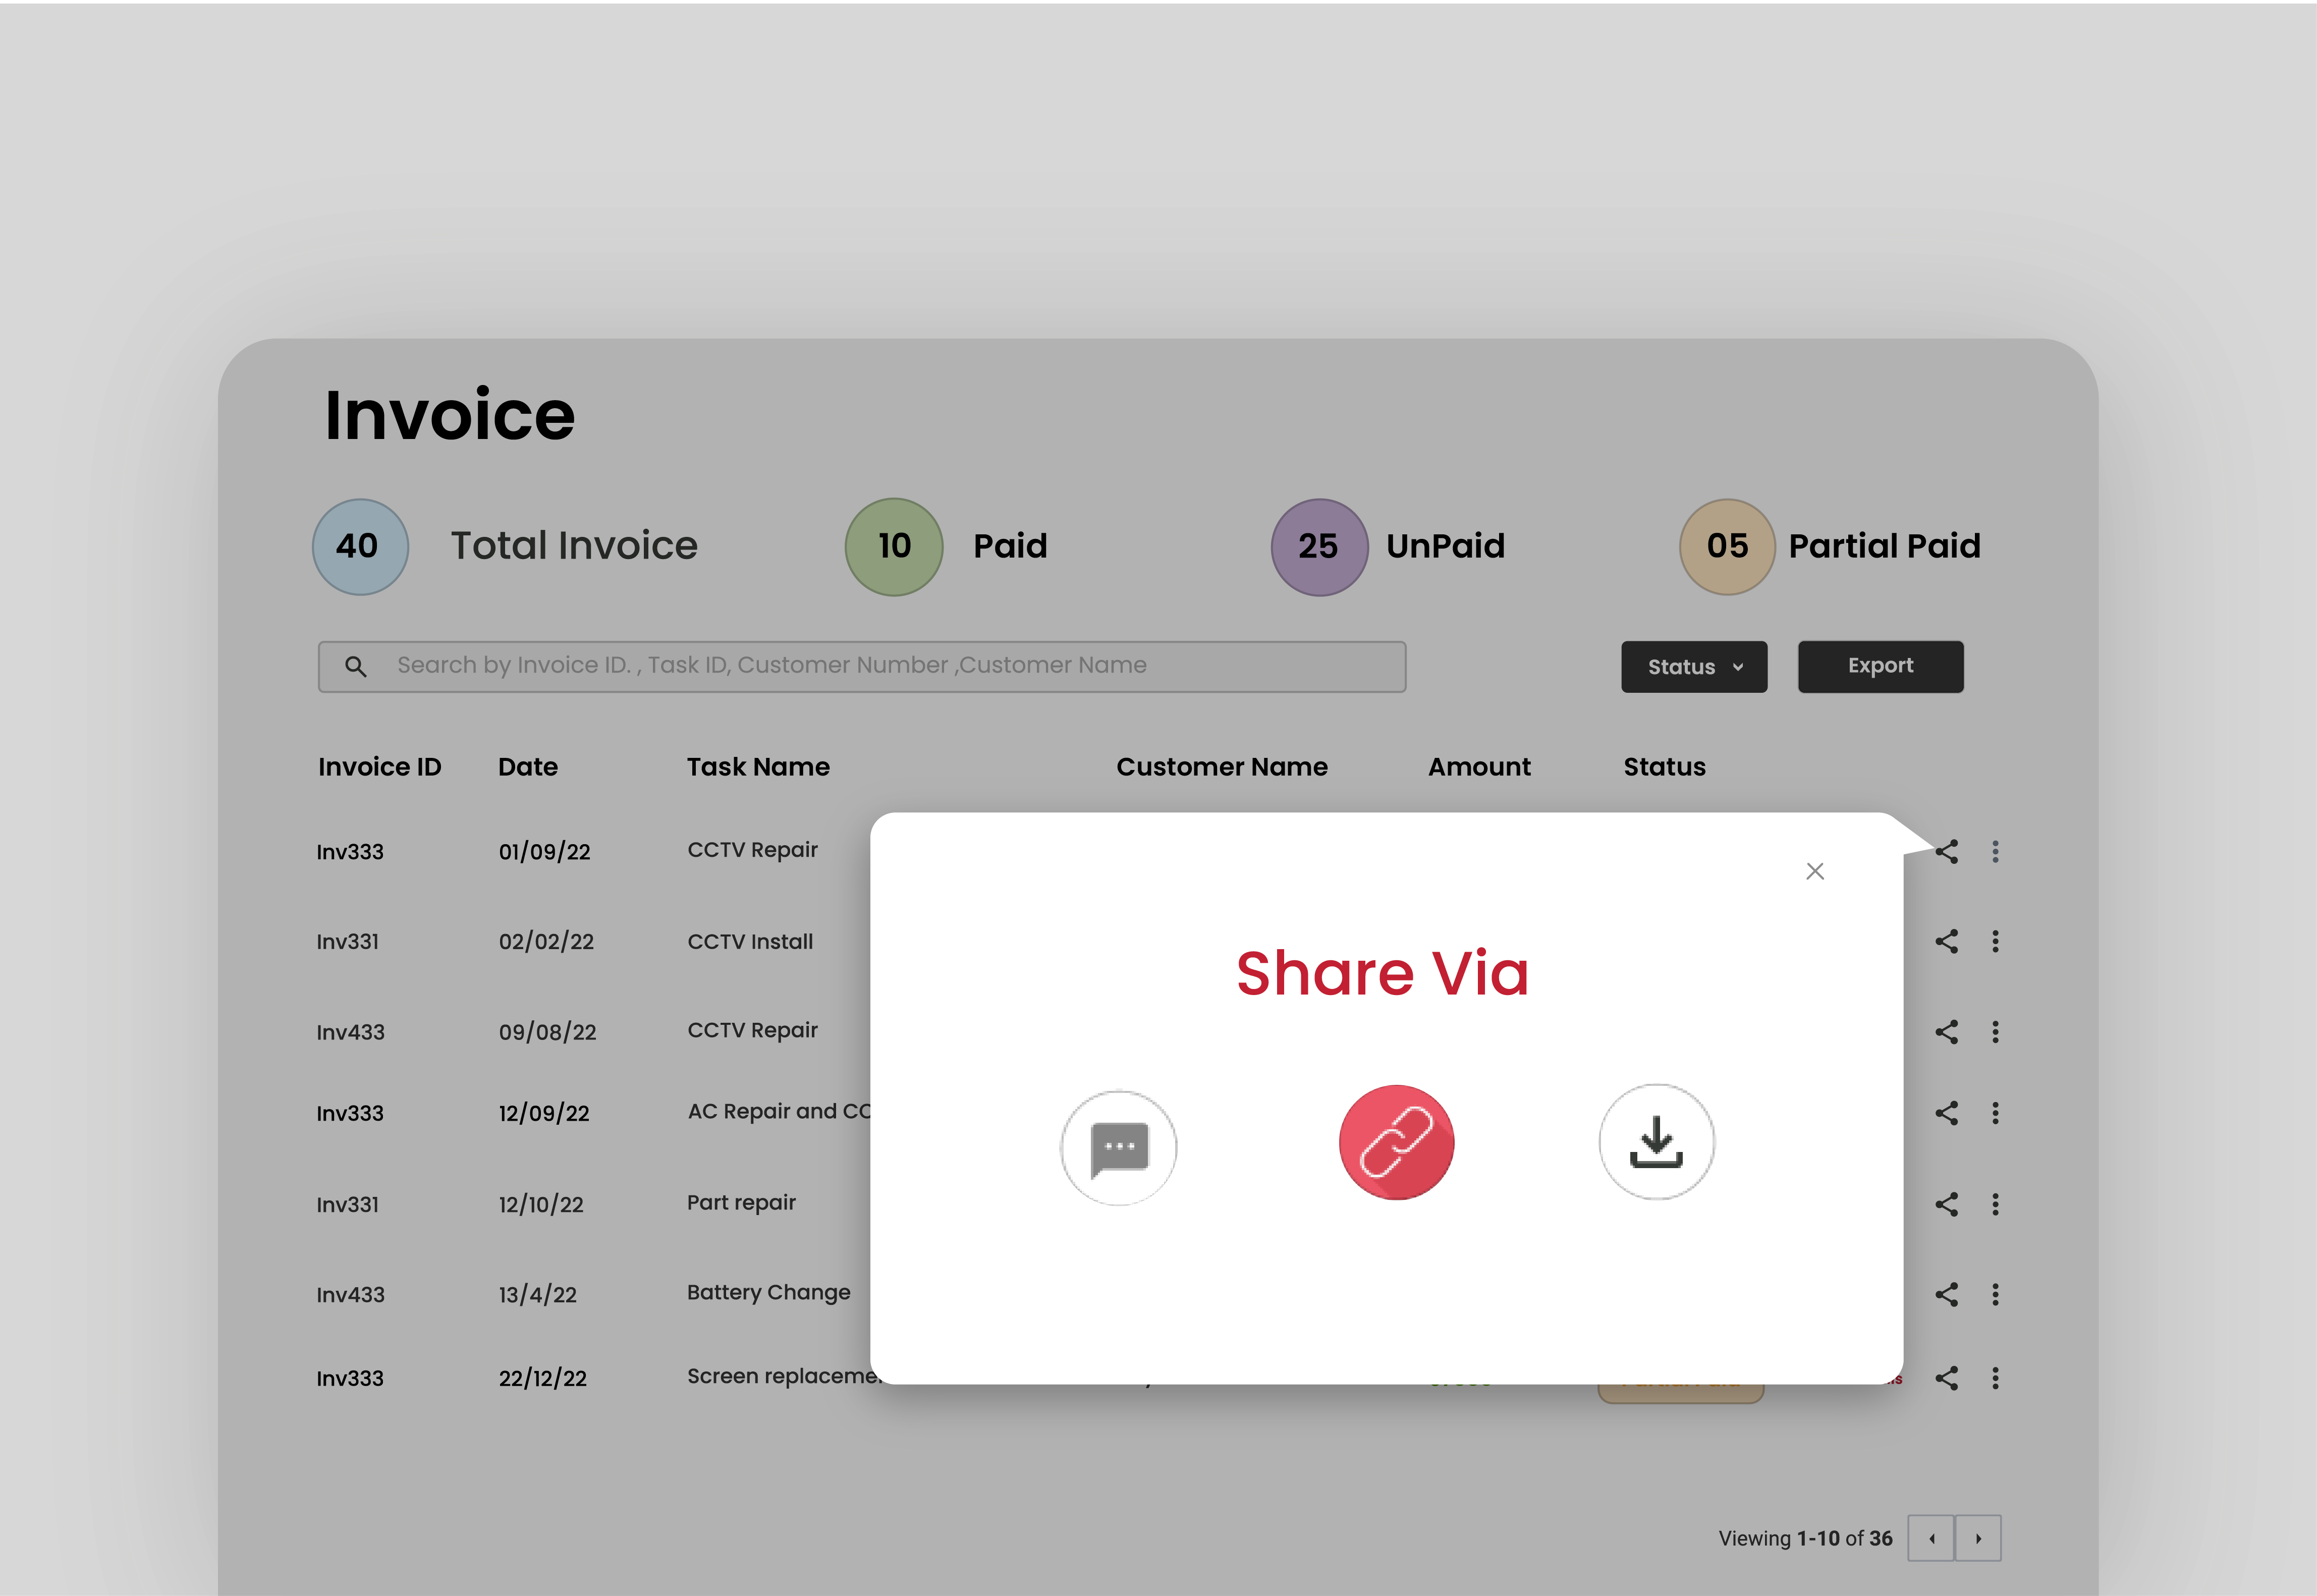 Invoice
40 Total Invoice 10 Paid 25 UnPaid 05 Partial Paid
Search by Invoice ID. , Task ID, Customer Number ,Customer Name Status Export
Invoice ID Date Task Name Customer Name Amount Status
Inv333 01/09/22 CCTV Repair
Inv331 02/02/22 CCTV Install
Share Via
Inv433 09/08/22 CCTV Repair
Inv333 12/09/22 AC Repair and
Inv331 12/10/22 Part repair
Inv433 13/4/22 Battery Change
Inv333 22/12/22 Screen
Viewing 1-10 of 36